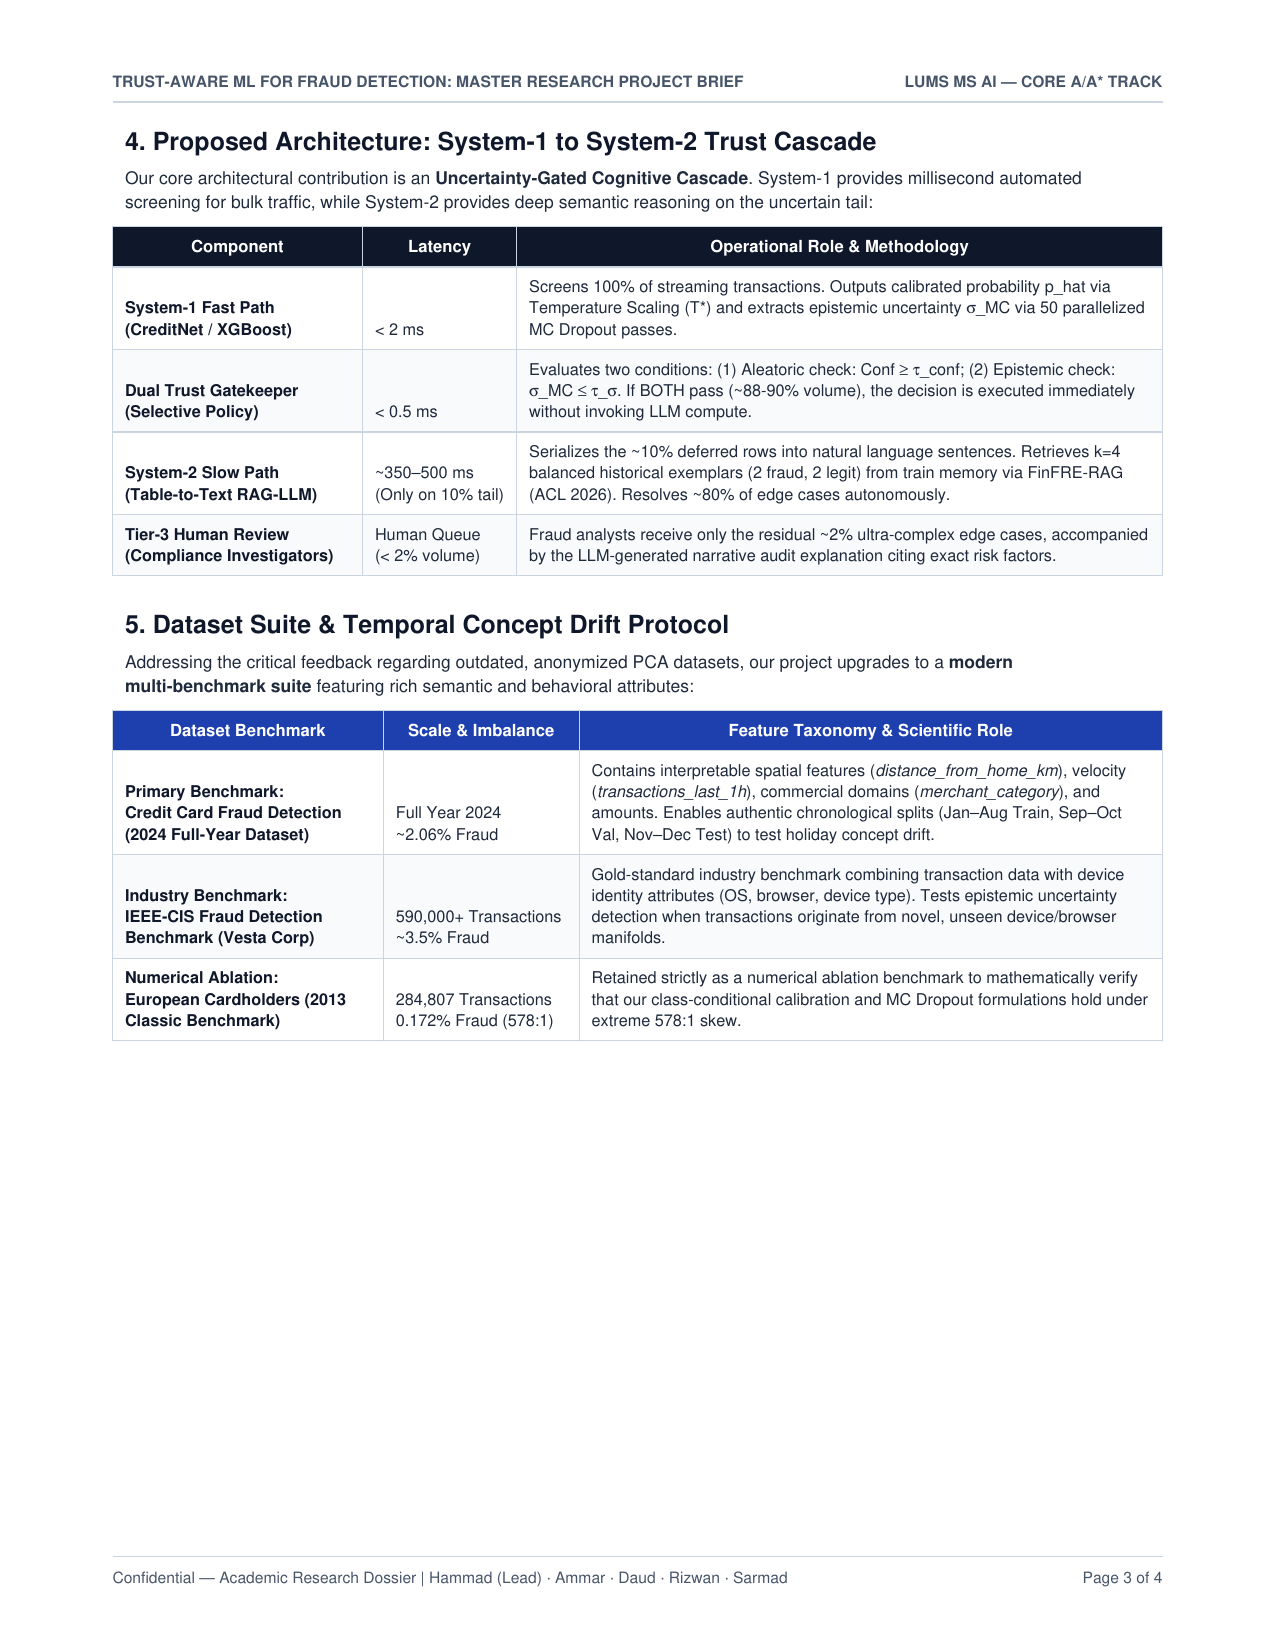 TRUST-AWARE ML FOR FRAUD DETECTION: MASTER RESEARCH PROJECT BRIEF
LUMS MS AI — CORE A/A* TRACK
4. Proposed Architecture: System-1 to System-2 Trust Cascade
Our core architectural contribution is an Uncertainty-Gated Cognitive Cascade. System-1 provides millisecond automated
screening for bulk traffic, while System-2 provides deep semantic reasoning on the uncertain tail:
Component
Latency
Operational Role & Methodology
System-1 Fast Path
(CreditNet / XGBoost)
< 2 ms
Screens 100% of streaming transactions. Outputs calibrated probability p_hat via
Temperature Scaling (T*) and extracts epistemic uncertainty σ_MC via 50 parallelized
MC Dropout passes.
Dual Trust Gatekeeper
(Selective Policy)
< 0.5 ms
Evaluates two conditions: (1) Aleatoric check: Conf ≥ τ_conf; (2) Epistemic check:
σ_MC ≤ τ_σ. If BOTH pass (~88-90% volume), the decision is executed immediately
without invoking LLM compute.
System-2 Slow Path
(Table-to-Text RAG-LLM)
~350–500 ms
(Only on 10% tail)
Serializes the ~10% deferred rows into natural language sentences. Retrieves k=4
balanced historical exemplars (2 fraud, 2 legit) from train memory via FinFRE-RAG
(ACL 2026). Resolves ~80% of edge cases autonomously.
Tier-3 Human Review
(Compliance Investigators)
Human Queue
(< 2% volume)
Fraud analysts receive only the residual ~2% ultra-complex edge cases, accompanied
by the LLM-generated narrative audit explanation citing exact risk factors.
5. Dataset Suite & Temporal Concept Drift Protocol
Addressing the critical feedback regarding outdated, anonymized PCA datasets, our project upgrades to a modern
multi-benchmark suite featuring rich semantic and behavioral attributes:
Dataset Benchmark
Scale & Imbalance
Feature Taxonomy & Scientific Role
Primary Benchmark:
Credit Card Fraud Detection
(2024 Full-Year Dataset)
Full Year 2024
~2.06% Fraud
Contains interpretable spatial features (distance_from_home_km), velocity
(transactions_last_1h), commercial domains (merchant_category), and
amounts. Enables authentic chronological splits (Jan–Aug Train, Sep–Oct
Val, Nov–Dec Test) to test holiday concept drift.
Industry Benchmark:
IEEE-CIS Fraud Detection
Benchmark (Vesta Corp)
590,000+ Transactions
~3.5% Fraud
Gold-standard industry benchmark combining transaction data with device
identity attributes (OS, browser, device type). Tests epistemic uncertainty
detection when transactions originate from novel, unseen device/browser
manifolds.
Numerical Ablation:
European Cardholders (2013
Classic Benchmark)
284,807 Transactions
0.172% Fraud (578:1)
Retained strictly as a numerical ablation benchmark to mathematically verify
that our class-conditional calibration and MC Dropout formulations hold under
extreme 578:1 skew.
Confidential — Academic Research Dossier | Hammad (Lead) · Ammar · Daud · Rizwan · Sarmad
Page 3 of 4